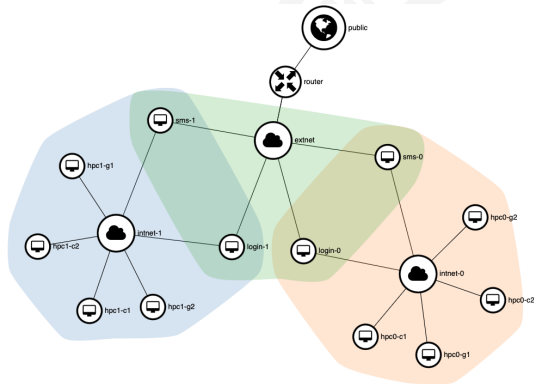 public
router
sms-1
extnet
sms-0
hpc1-g1
hpc0-g2
intnet-1
hpc1-c2
login-1
login-0
intnet-0
hpc0-c2
hpc1-c1
hpc1-g2
hpc0-c1
hpc0-g1